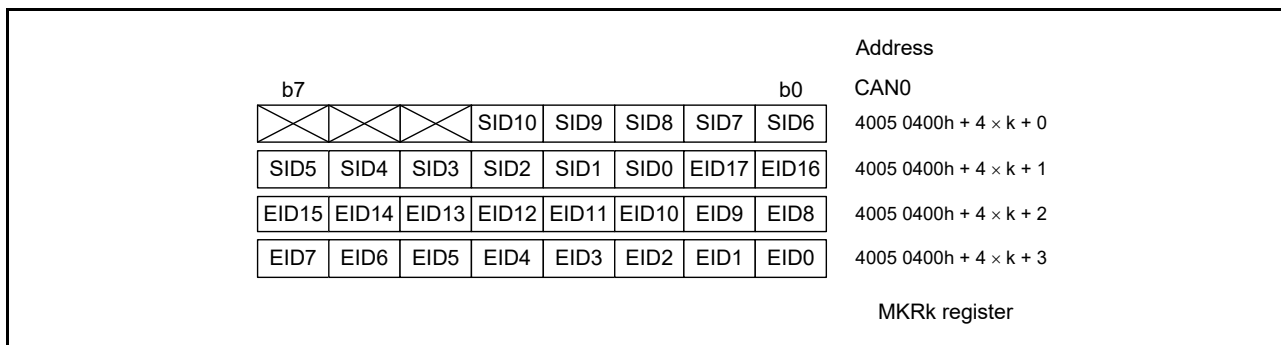 Address
b7 b0 CAN0
SID10 SID9 SID8 SID7 SID6 4005 0400h + 4 × k + 0
SID5 SID4 SID3 SID2 SID1 SID0 EID17 EID16 4005 0400h + 4 × k + 1
EID15 EID14 EID13 EID12 EID11 EID10 EID9 EID8 4005 0400h + 4 × k + 2
EID7 EID6 EID5 EID4 EID3 EID2 EID1 EID0 4005 0400h + 4 × k + 3
MKRk register